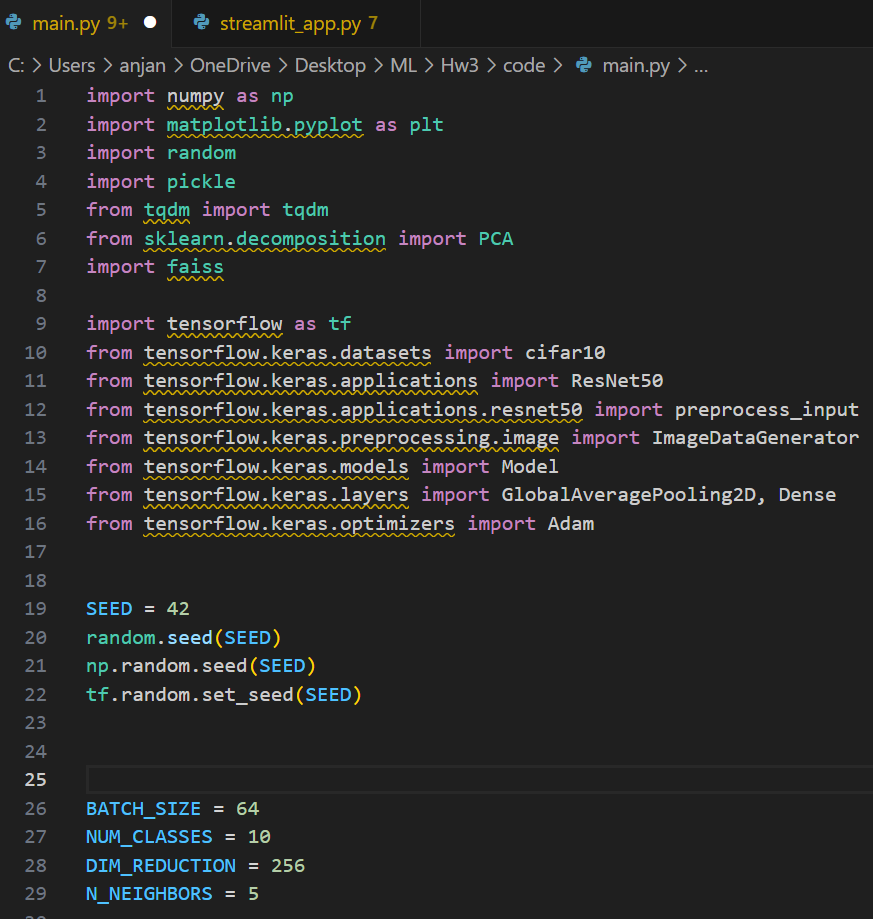 main.py 9+ streamlit_app.py 7
C: > Users > anjan > OneDrive > Desktop > ML > Hw3 > code > main.py > ...
1 import numpy as np
2 import matplotlib.pyplot as plt
3 import random
4 import pickle
5 from tqdm import tqdm
6 from sklearn.decomposition import PCA
7 import faiss
8
9 import tensorflow as tf
10 from tensorflow.keras.datasets import cifar10
11 from tensorflow.keras.applications import ResNet50
12 from tensorflow.keras.applications.resnet50 import preprocess_input
13 from tensorflow.keras.preprocessing.image import ImageDataGenerator
14 from tensorflow.keras.models import Model
15 from tensorflow.keras.layers import GlobalAveragePooling2D, Dense
16 from tensorflow.keras.optimizers import Adam
17
18
19 SEED = 42
20 random.seed(SEED)
21 np.random.seed(SEED)
22 tf.random.set_seed(SEED)
23
24
25
26 BATCH_SIZE = 64
27 NUM_CLASSES = 10
28 DIM_REDUCTION = 256
29 N_NEIGHBORS = 5